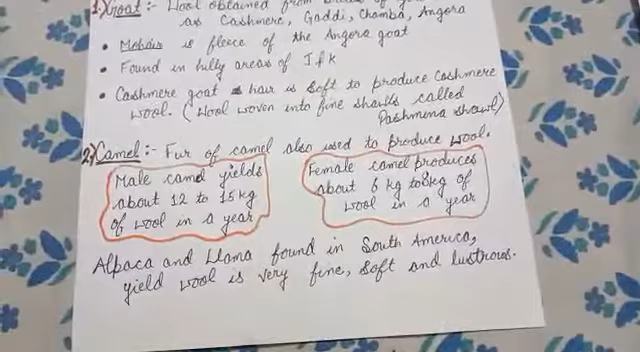 1.) Goat :- Wool obtained from
as Cashmere, Gaddi, Chamba, Angora
• Mohair is fleece of the Angora goat
• Found in hilly areas of J & K
• Cashmere goat hair is soft to produce Cashmere
wool. (Wool woven into fine shawls called
Pashmina shawl)
2.) Camel :- Fur of camel also used to produce wool.
Male camel yields
about 12 to 15 kg
of wool in a year
Female camel produces
about 6 kg to 8kg of
wool in a year
Alpaca and Llama found in South America,
yield wool is very fine, soft and lustrous.